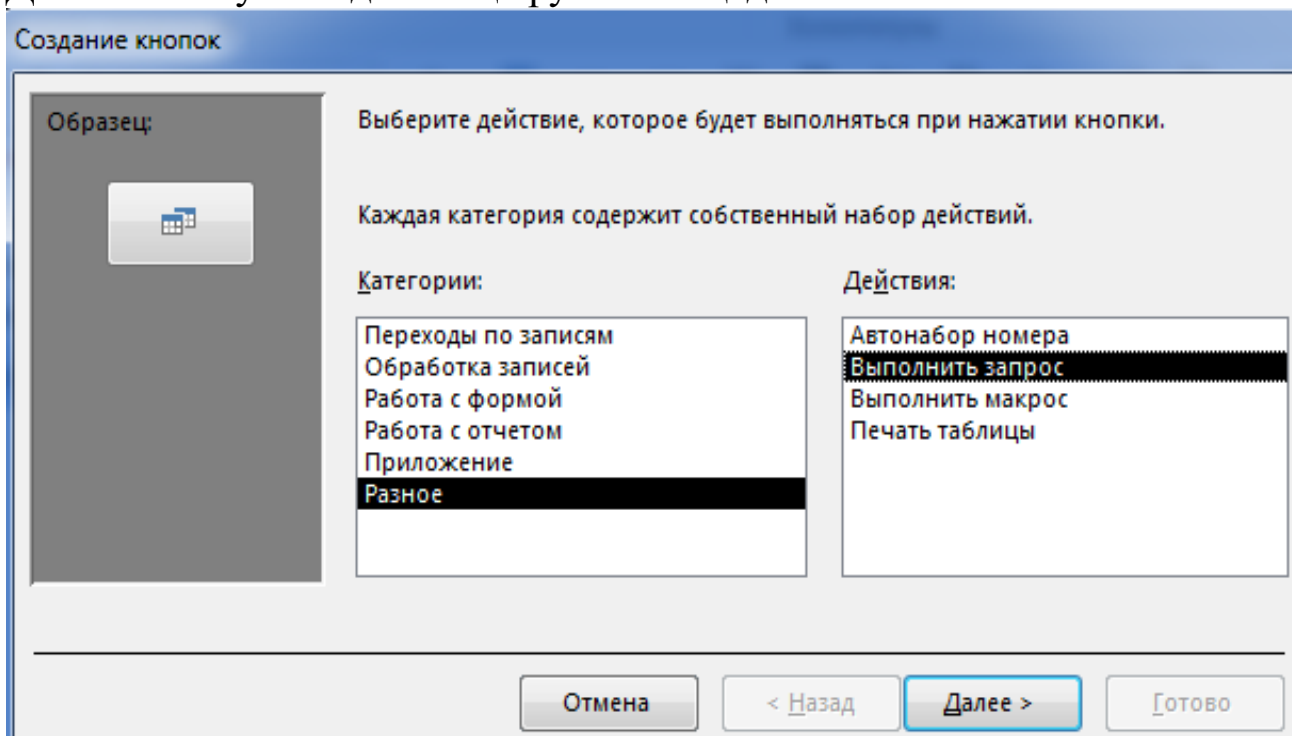 Создание кнопок
Образец:
Выберите действие, которое будет выполняться при нажатии кнопки.
Каждая категория содержит собственный набор действий.
Категории:
Действия:
Переходы по записям
Обработка записей
Работа с формой
Работа с отчетом
Приложение
Разное
Автонабор номера
Выполнить запрос
Выполнить макрос
Печать таблицы
Отмена
< Назад
Далее >
Готово